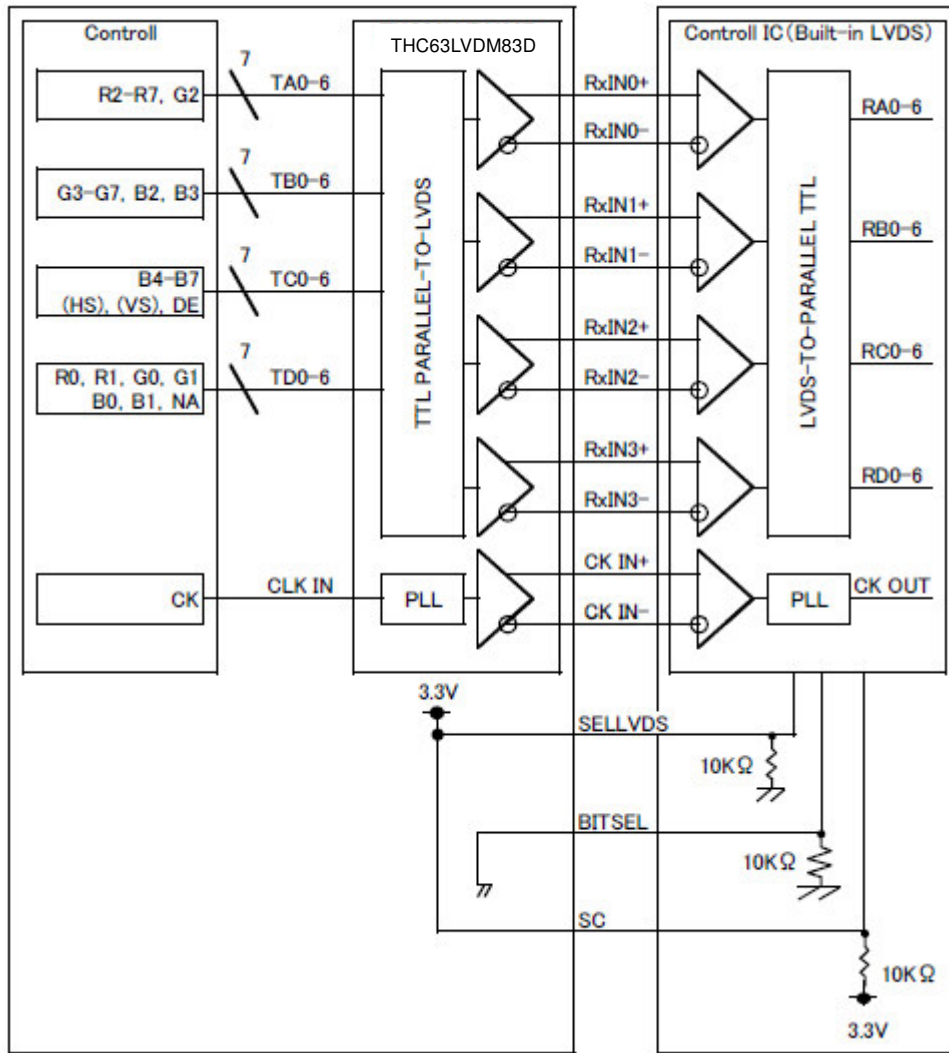 Controll
THC63LVDM83D
Controll IC(Built-in LVDS)
R2-R7, G2
7
TA0-6
RxIN0+
RxIN0-
RA0-6
G3-G7, B2, B3
7
TB0-6
RxIN1+
RxIN1-
RB0-6
B4-B7
(HS), (VS), DE
7
TC0-6
RxIN2+
RxIN2-
RC0-6
R0, R1, G0, G1
B0, B1, NA
7
TD0-6
RxIN3+
RxIN3-
RD0-6
TTL PARALLEL-TO-LVDS
LVDS-TO-PARALLEL TTL
CK
CLK IN
PLL
CK IN+
CK IN-
PLL
CK OUT
3.3V
SELLVDS
10KΩ
BITSEL
10KΩ
SC
10KΩ
3.3V